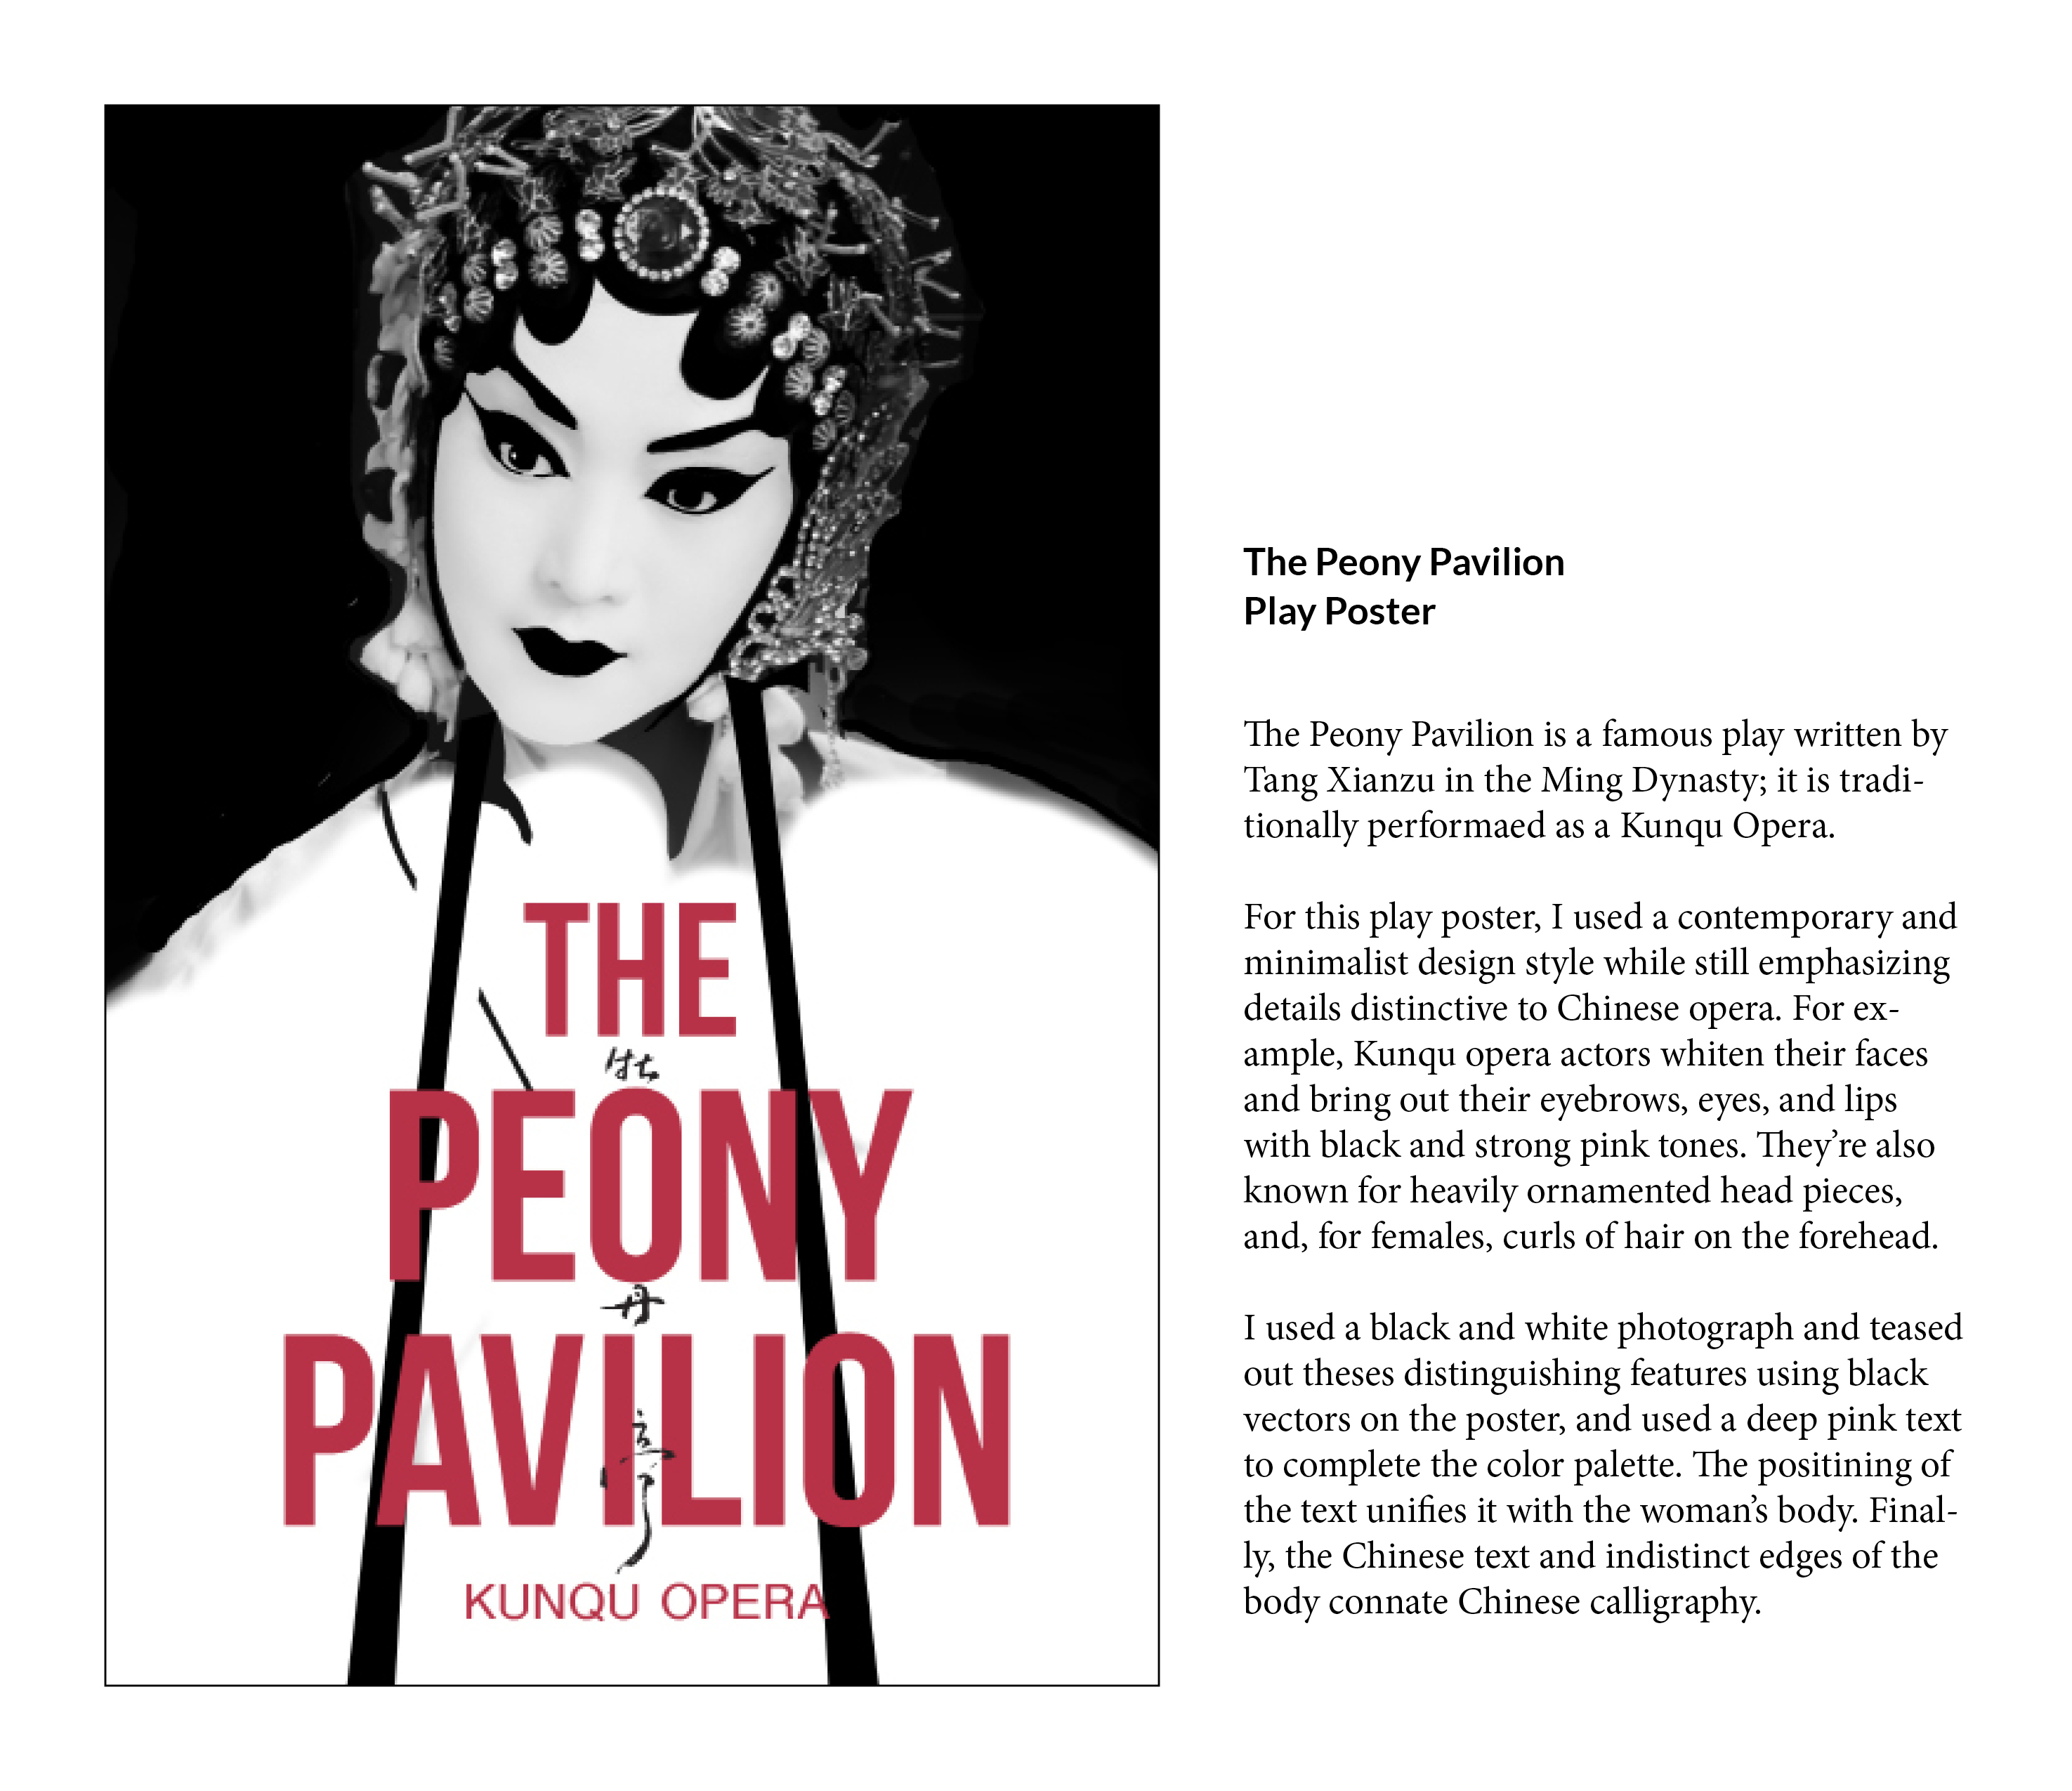 THE
牡
PEONY
丹
PAVILION
亭
KUNQU OPERA
The Peony Pavilion
Play Poster
The Peony Pavilion is a famous play written by
Tang Xianzu in the Ming Dynasty; it is tradi-
tionally performaed as a Kunqu Opera.
For this play poster, I used a contemporary and
minimalist design style while still emphasizing
details distinctive to Chinese opera. For ex-
ample, Kunqu opera actors whiten their faces
and bring out their eyebrows, eyes, and lips
with black and strong pink tones. They’re also
known for heavily ornamented head pieces,
and, for females, curls of hair on the forehead.
I used a black and white photograph and teased
out theses distinguishing features using black
vectors on the poster, and used a deep pink text
to complete the color palette. The positining of
the text unifies it with the woman’s body. Final-
ly, the Chinese text and indistinct edges of the
body connate Chinese calligraphy.